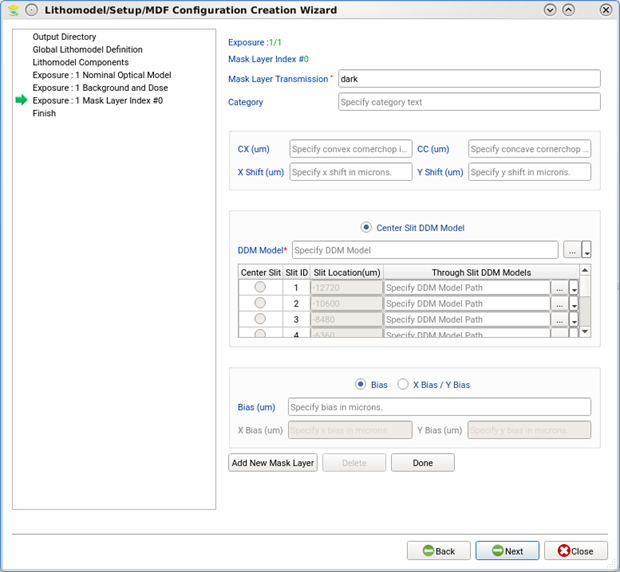 Lithomodel/Setup/MDF Configuration Creation Wizard
Output Directory
Global Lithomodel Definition
Lithomodel Components
Exposure : 1 Nominal Optical Model
Exposure : 1 Background and Dose
Exposure : 1 Mask Layer Index #0
Finish
Exposure :1/1
Mask Layer Index #0
Mask Layer Transmission * dark
Category Specify category text
CX (um) Specify convex cornerchop i... CC (um) Specify concave cornerchop ...
X Shift (um) Specify x shift in microns. Y Shift (um) Specify y shift in microns.
Center Slit DDM Model
DDM Model* Specify DDM Model ...
Center Slit Slit ID Slit Location(um) Through Slit DDM Models
1 -12720 Specify DDM Model Path ...
2 -10600 Specify DDM Model Path ...
3 -8480 Specify DDM Model Path ...
4 -6360 Specify DDM Model Path ...
Bias X Bias / Y Bias
Bias (um) Specify bias in microns.
X Bias (um) Specify x bias in microns. Y Bias (um) Specify y bias in microns.
Add New Mask Layer Delete Done
Back Next Close